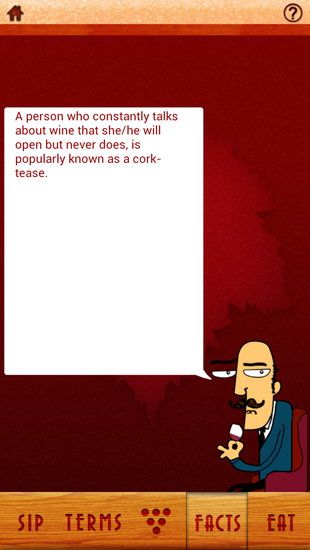 ?
A person who constantly talks
about wine that she/he will
open but never does, is
popularly known as a cork-
tease.
SIP TERMS FACTS EAT